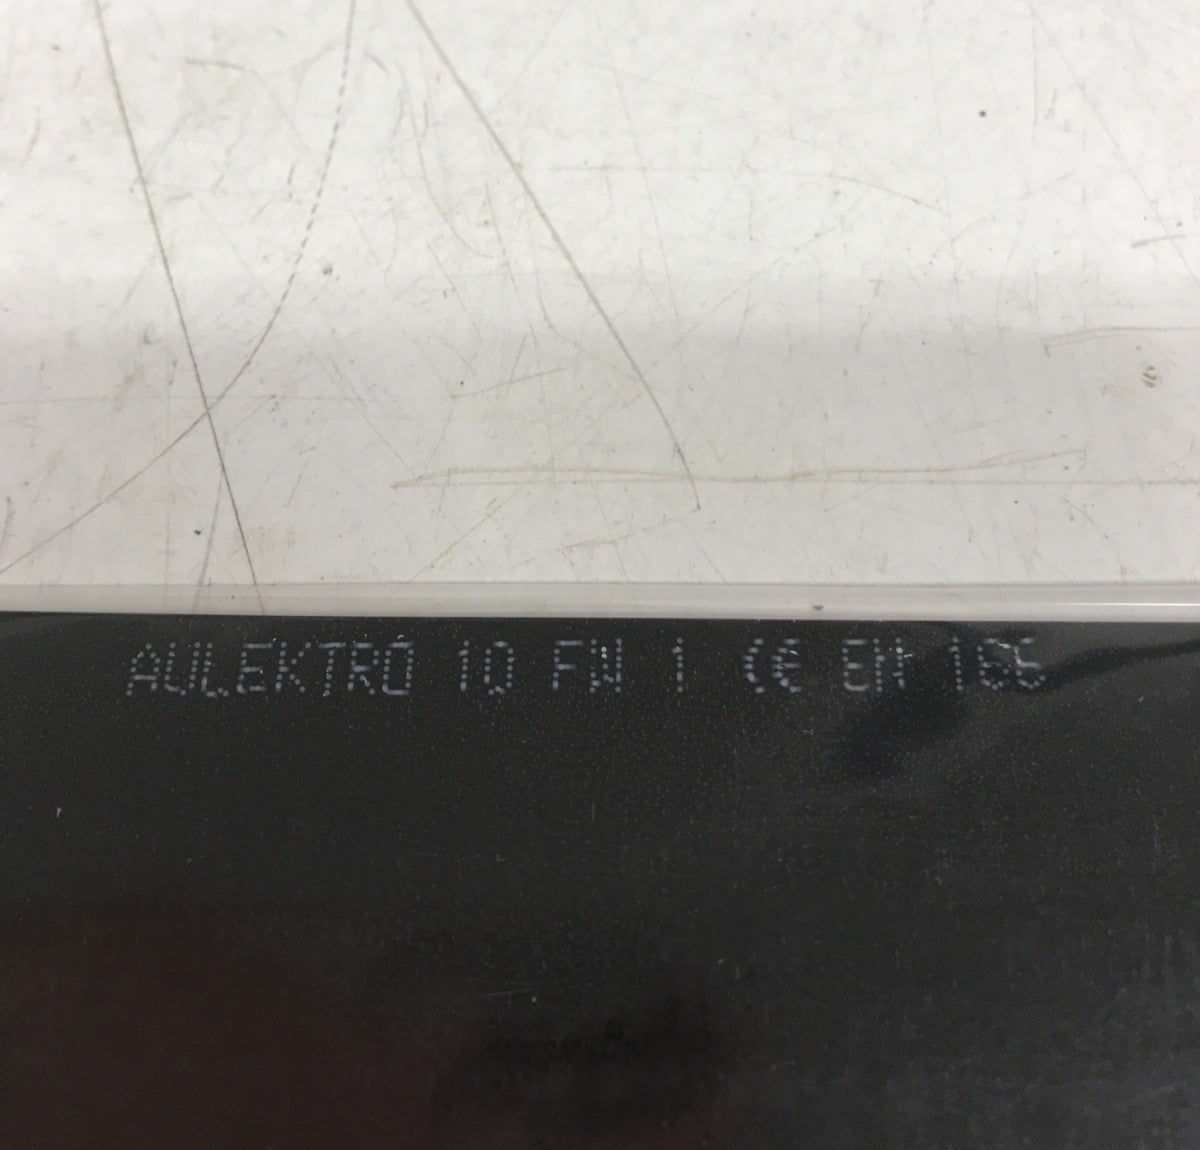 AULEKTRO 10 FW 1 CE EN 166